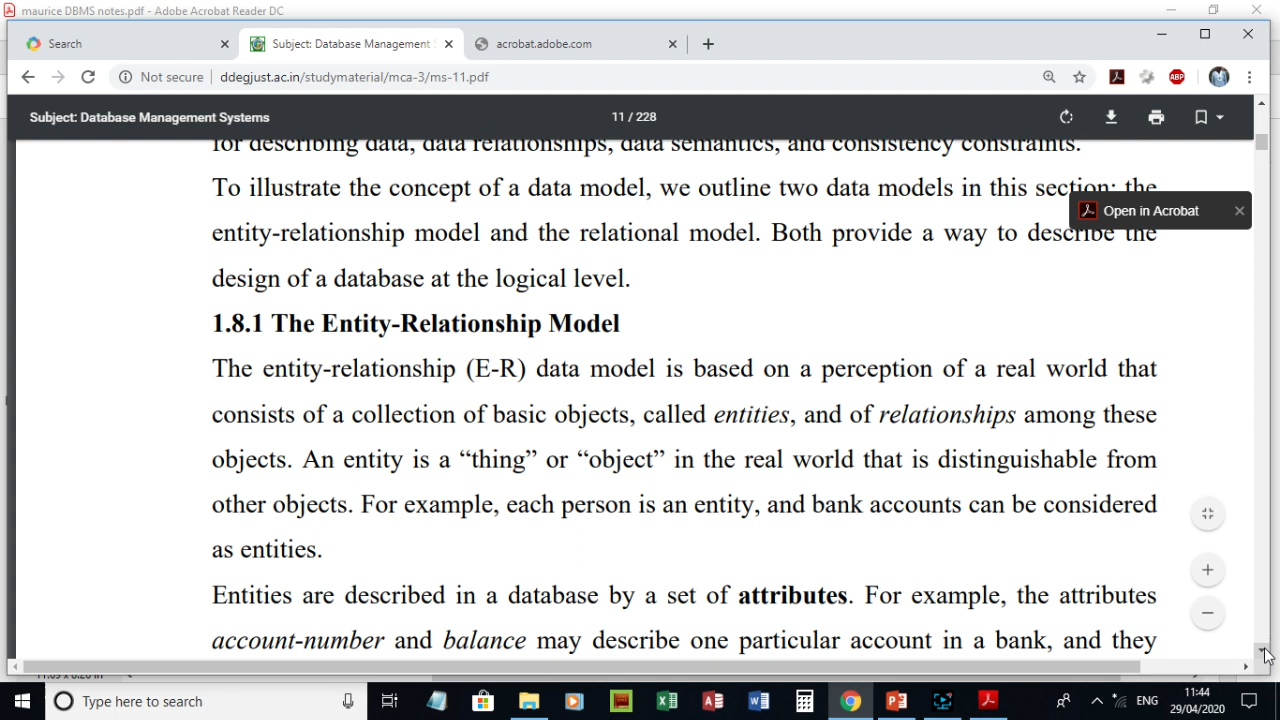 maurice DBMS notes.pdf - Adobe Acrobat Reader DC
Search
Subject: Database Management S
acrobat.adobe.com
Not secure
ddegjust.ac.in/studymaterial/mca-3/ms-11.pdf
ABP
Subject: Database Management Systems
11 / 228
for describing data, data relationships, data semantics, and consistency constraints.
To illustrate the concept of a data model, we outline two data models in this section: the
Open in Acrobat
entity-relationship model and the relational model. Both provide a way to describe the
design of a database at the logical level.
1.8.1 The Entity-Relationship Model
The entity-relationship (E-R) data model is based on a perception of a real world that
consists of a collection of basic objects, called entities, and of relationships among these
objects. An entity is a “thing” or “object” in the real world that is distinguishable from
other objects. For example, each person is an entity, and bank accounts can be considered
as entities.
Entities are described in a database by a set of attributes. For example, the attributes
account-number and balance may describe one particular account in a bank, and they
Type here to search
ENG
11:44
29/04/2020